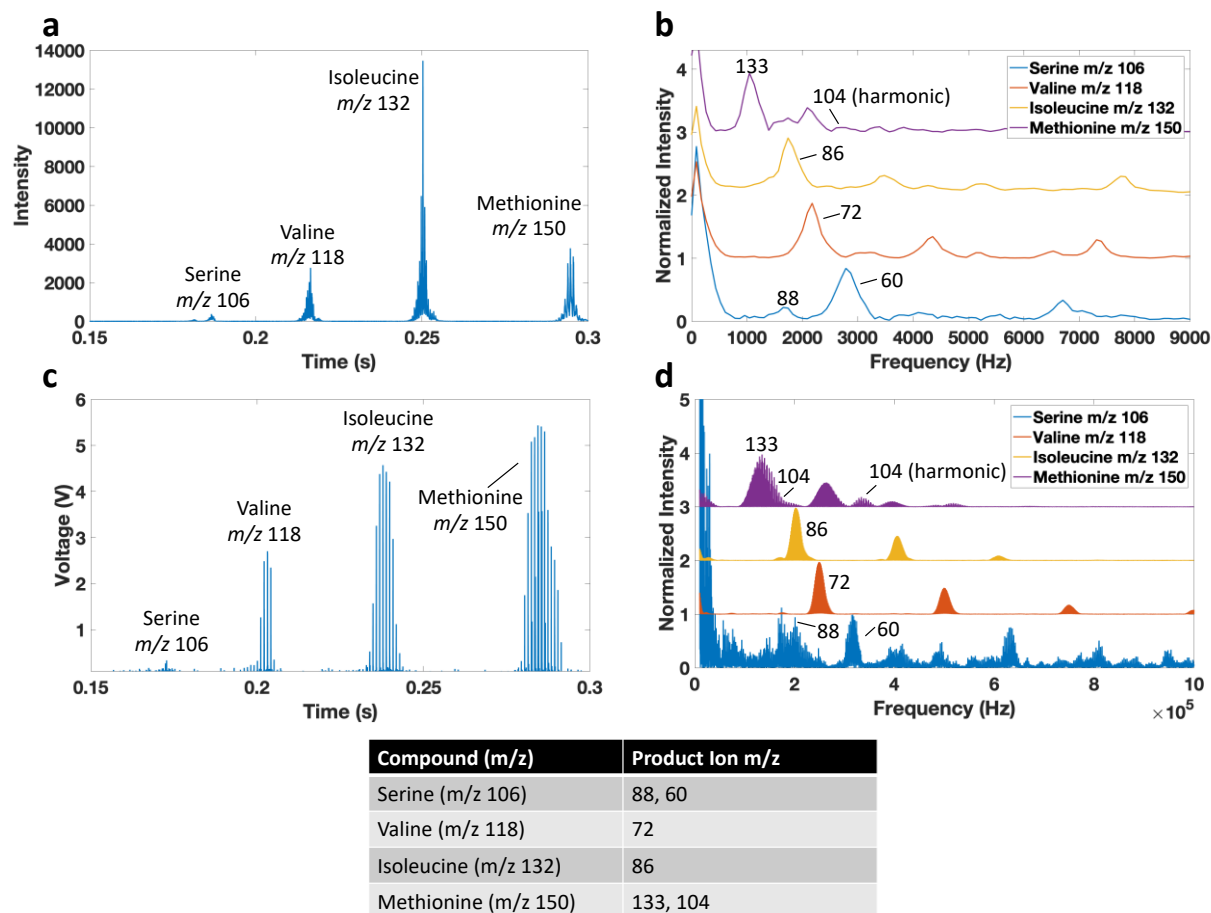 a
14000
12000
10000
8000
6000
4000
2000
0
Intensity
0.15
0.2
0.25
0.3
Time (s)
Serine
m/z 106
Valine
m/z 118
Isoleucine
m/z 132
Methionine
m/z 150
b
4
3
2
1
0
Normalized Intensity
0
1000
2000
3000
4000
5000
6000
7000
8000
9000
Frequency (Hz)
133
104 (harmonic)
86
72
88
60
Serine m/z 106
Valine m/z 118
Isoleucine m/z 132
Methionine m/z 150
c
6
5
4
3
2
1
Voltage (V)
0.15
0.2
0.25
0.3
Time (s)
Serine
m/z 106
Valine
m/z 118
Isoleucine
m/z 132
Methionine
m/z 150
d
5
4
3
2
1
0
Normalized Intensity
0
2
4
6
8
10
× 10⁵
Frequency (Hz)
133
104
104 (harmonic)
86
72
88
60
Serine m/z 106
Valine m/z 118
Isoleucine m/z 132
Methionine m/z 150
Compound (m/z) Product Ion m/z
Serine (m/z 106) 88, 60
Valine (m/z 118) 72
Isoleucine (m/z 132) 86
Methionine (m/z 150) 133, 104